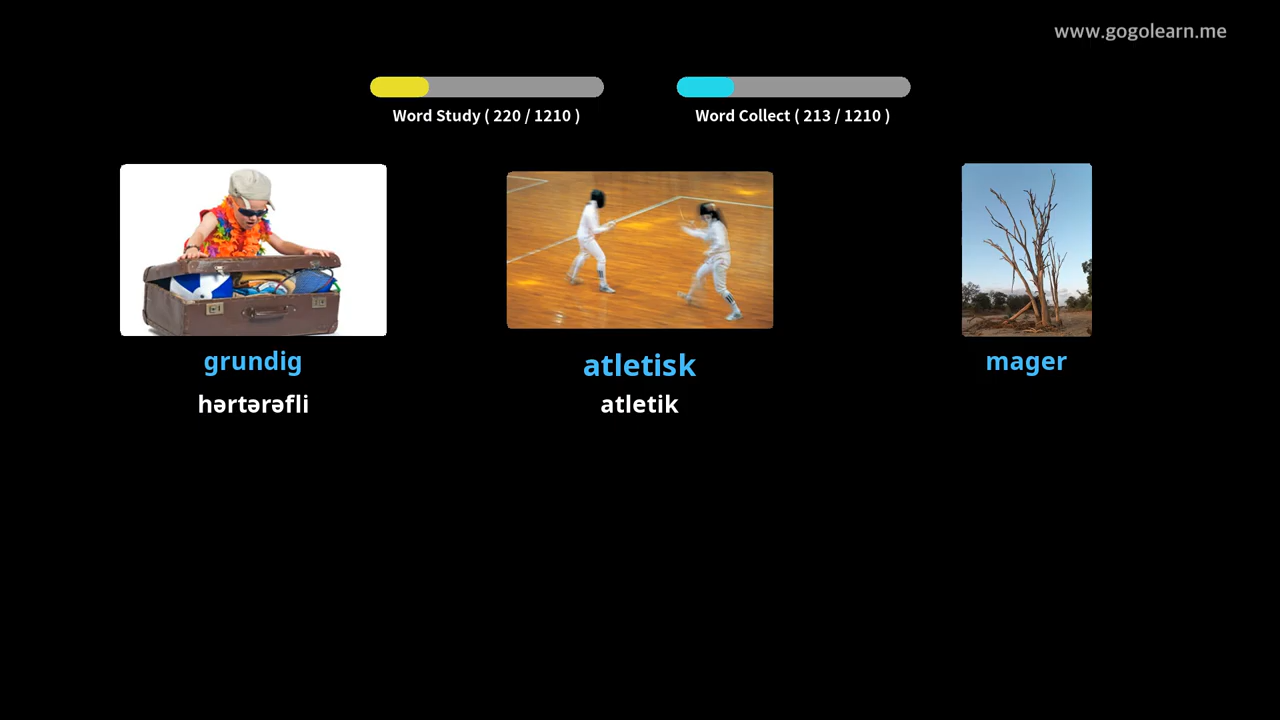 www.gogolearn.me
Word Study ( 220 / 1210 )
Word Collect ( 213 / 1210 )
grundig
atletisk
mager
hərtərəfli
atletik